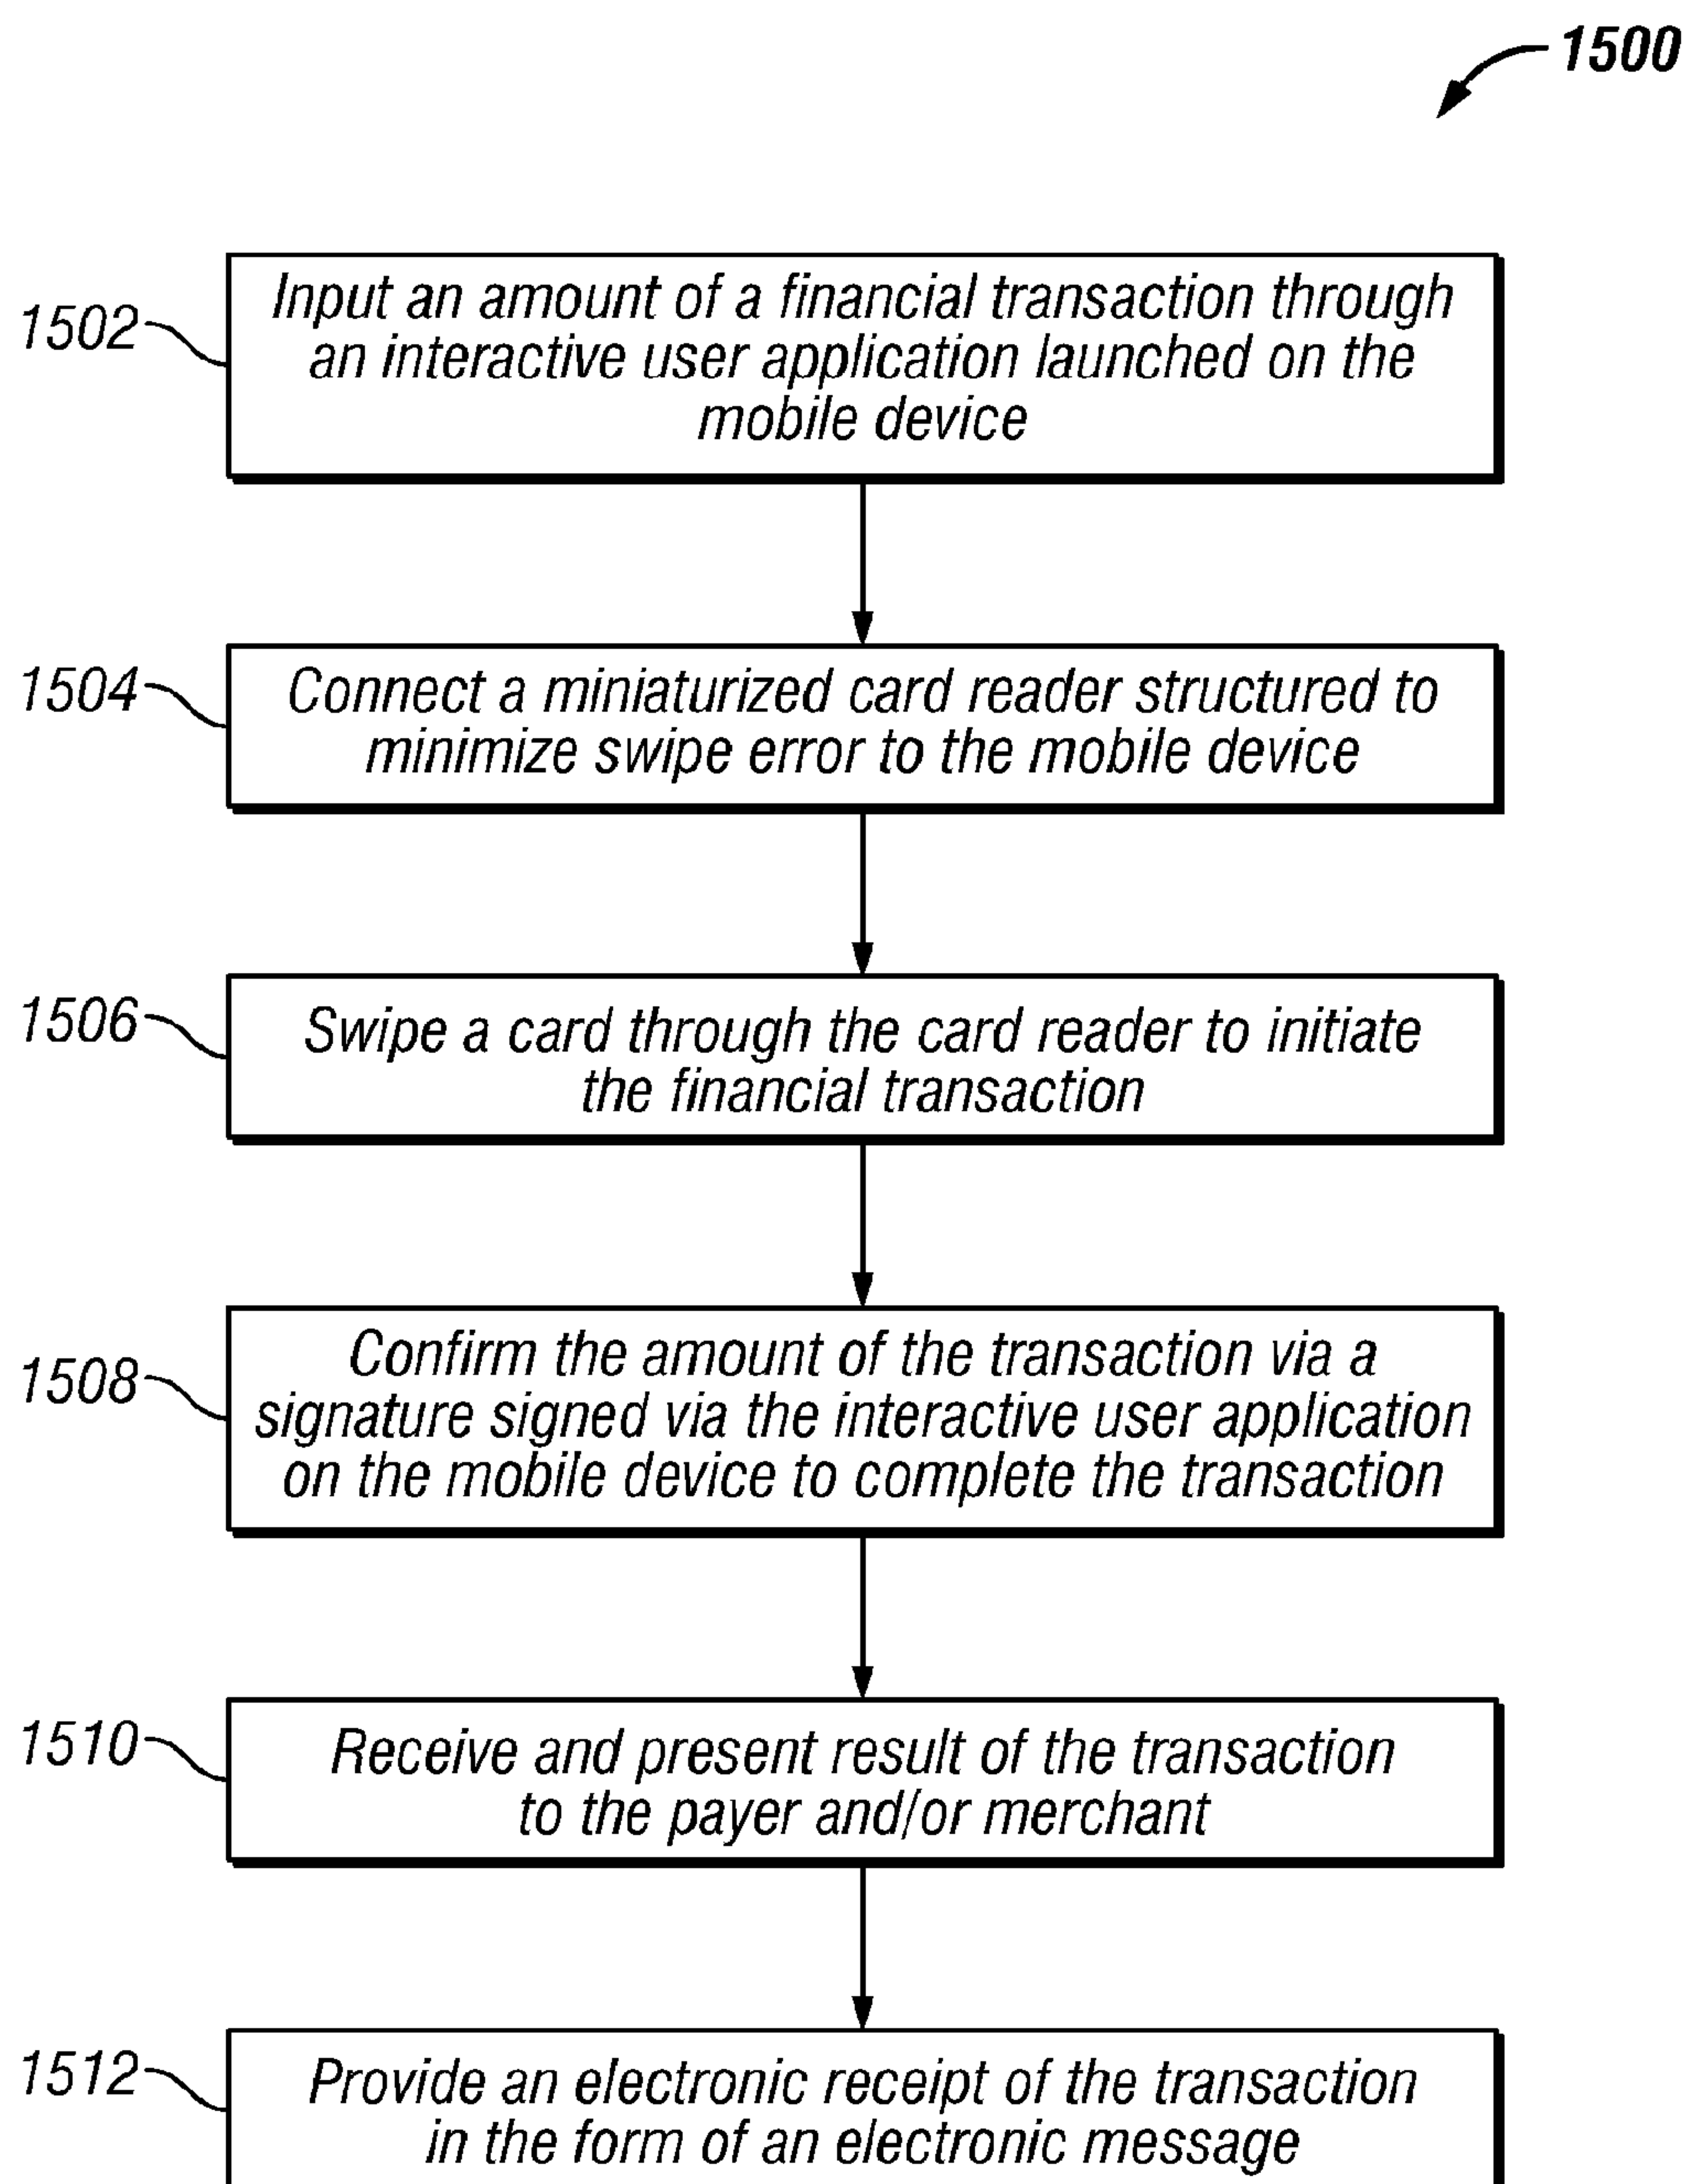 1500
1502
Input an amount of a financial transaction through
an interactive user application launched on the
mobile device
1504
Connect a miniaturized card reader structured to
minimize swipe error to the mobile device
1506
Swipe a card through the card reader to initiate
the financial transaction
1508
Confirm the amount of the transaction via a
signature signed via the interactive user application
on the mobile device to complete the transaction
1510
Receive and present result of the transaction
to the payer and/or merchant
1512
Provide an electronic receipt of the transaction
in the form of an electronic message